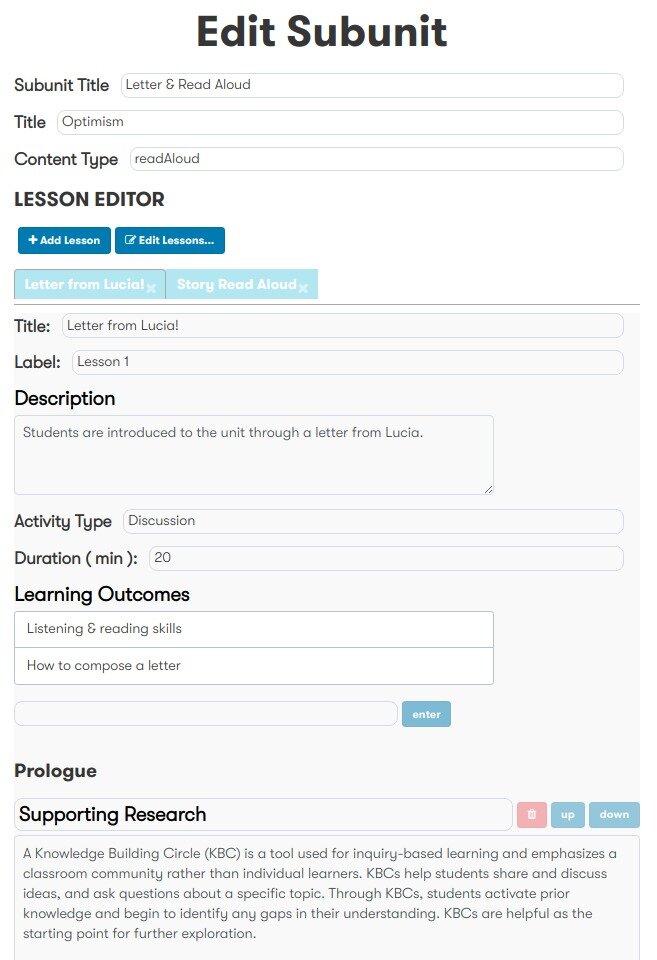 Edit Subunit
Subunit Title Letter & Read Aloud
Title Optimism
Content Type readAloud
LESSON EDITOR
Add Lesson Edit Lessons...
Letter from Lucia! Story Read Aloud
Title: Letter from Lucia!
Label: Lesson 1
Description
Students are introduced to the unit through a letter from Lucia.
Activity Type Discussion
Duration ( min ): 20
Learning Outcomes
Listening & reading skills
How to compose a letter
enter
Prologue
Supporting Research up down
A Knowledge Building Circle (KBC) is a tool used for inquiry-based learning and emphasizes a
classroom community rather than individual learners. KBCs help students share and discuss
ideas, and ask questions about a specific topic. Through KBCs, students activate prior
knowledge and begin to identify any gaps in their understanding. KBCs are helpful as the
starting point for further exploration.